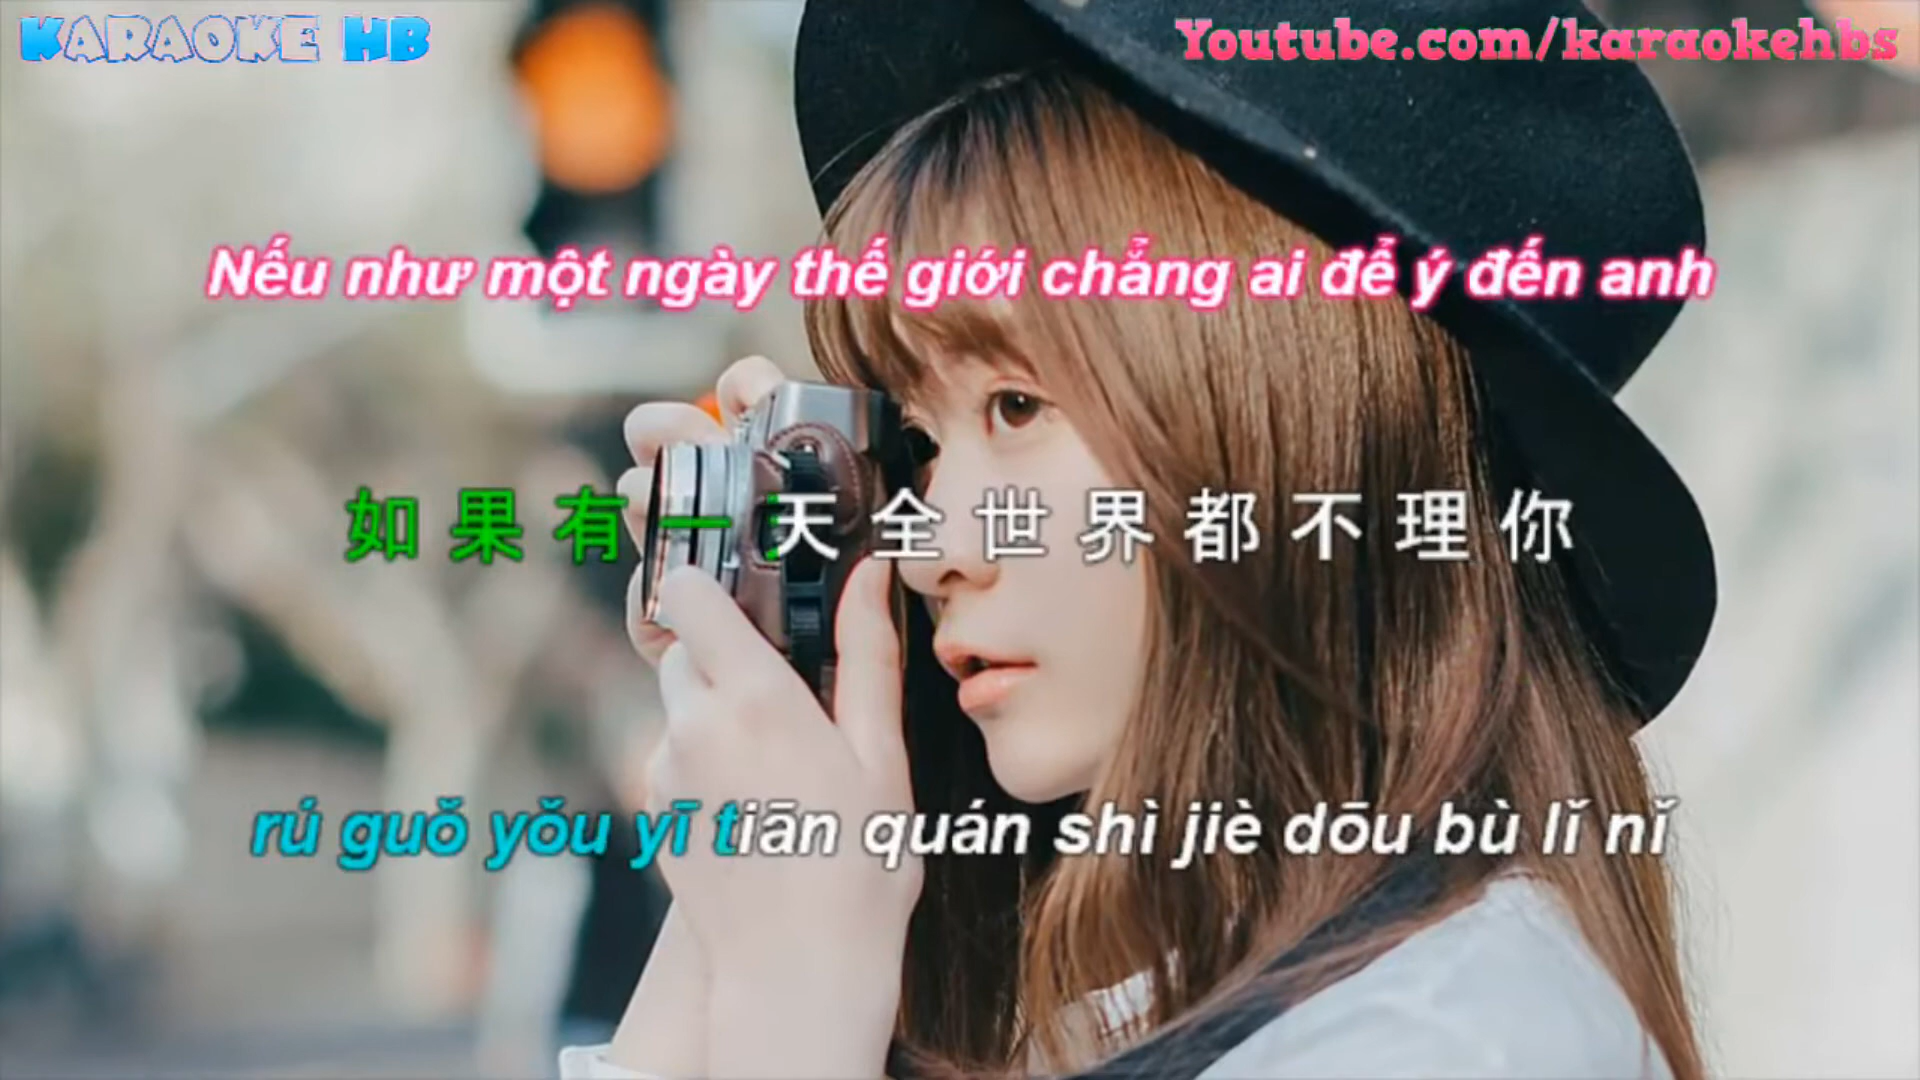 KARAOKE HB
Youtube.com/karaokehbs
Nếu như một ngày thế giới chẳng ai để ý đến anh
如果有一天全世界都不理你
rú guǒ yǒu yī tiān quán shì jiè dōu bù lǐ nǐ